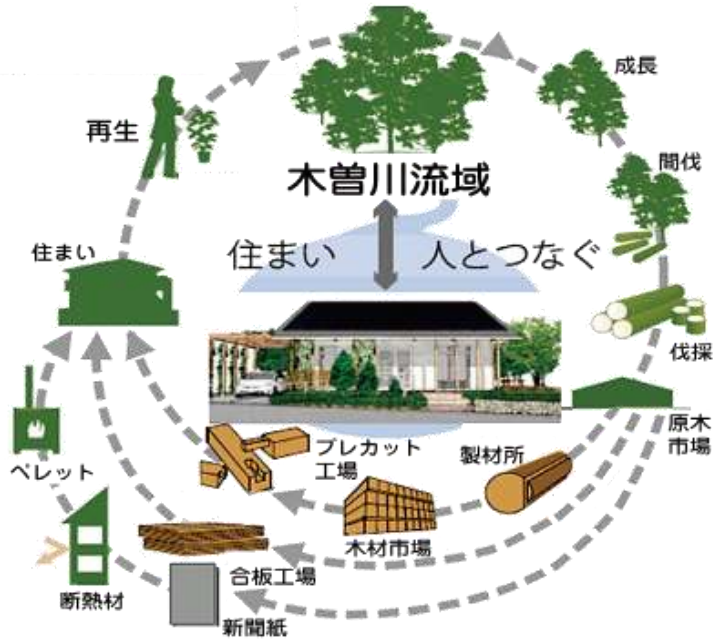 成長
再生
間伐
木曽川流域
住まい
住まい 人とつなぐ
伐採
原木
市場
プレカット
工場
製材所
ペレット
木材市場
合板工場
断熱材
新聞紙